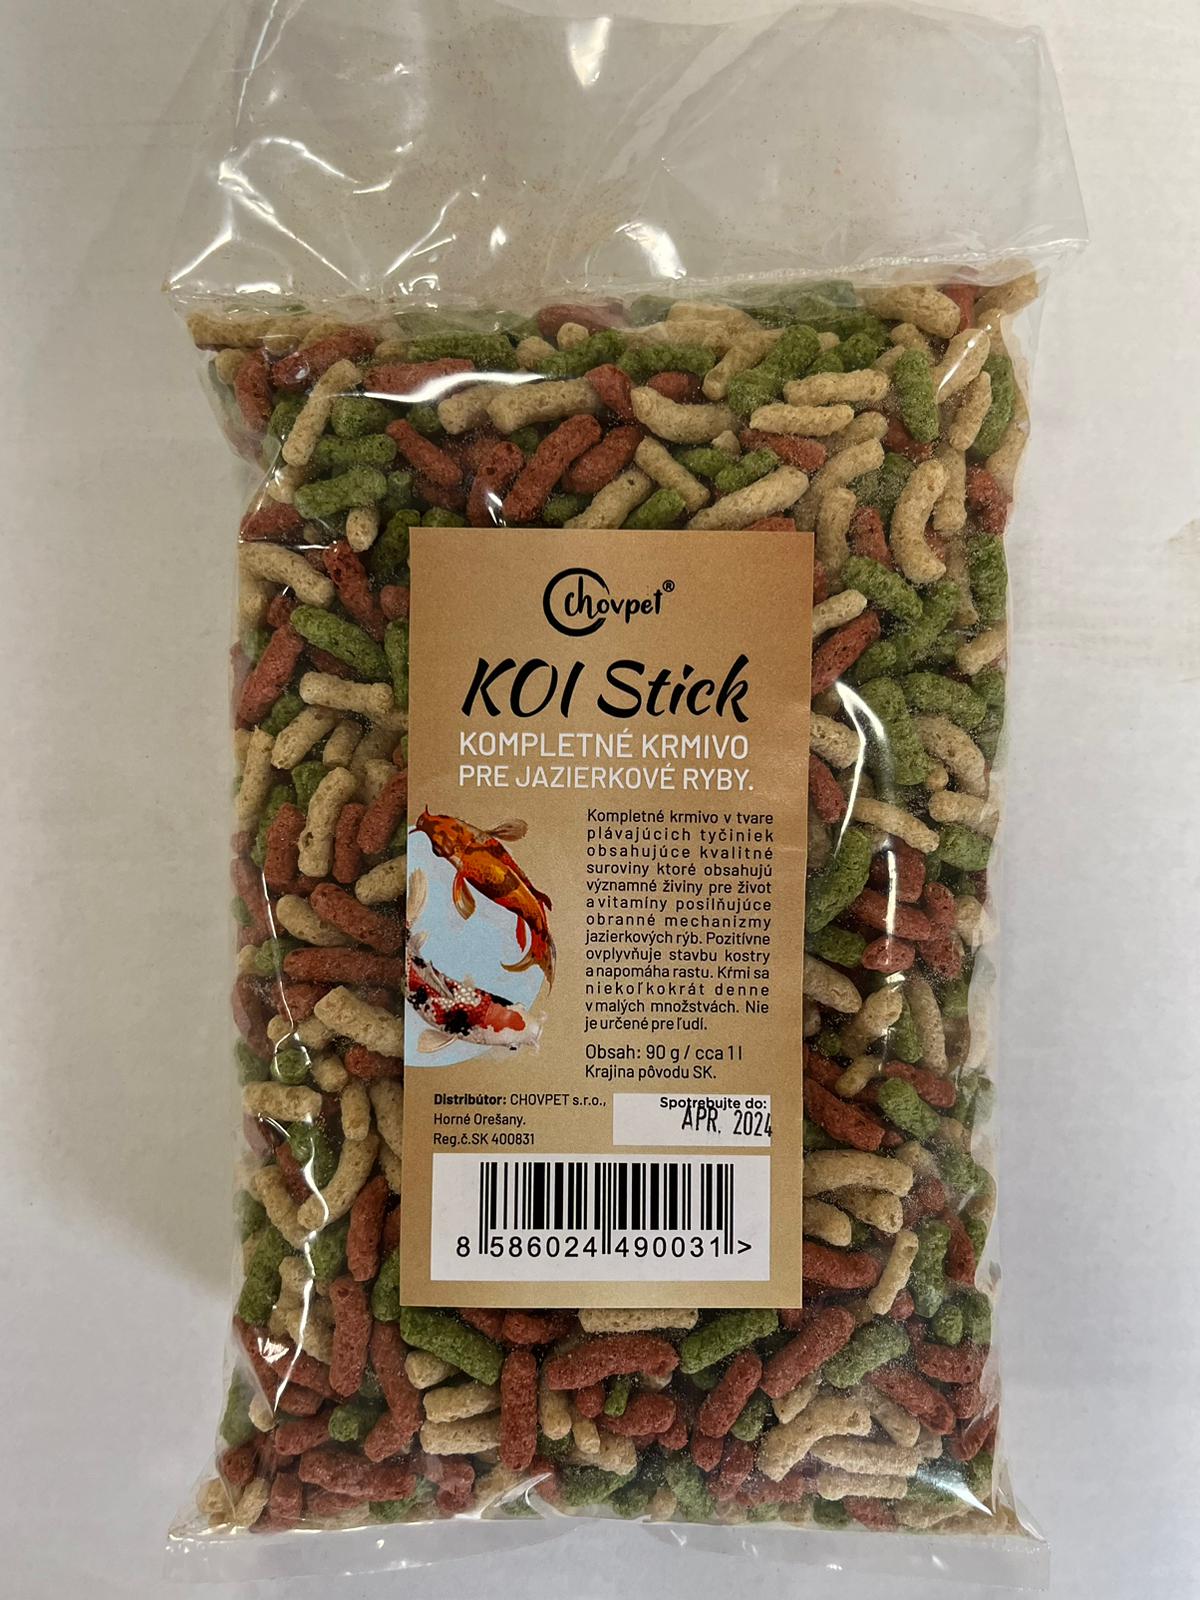 chovpet®
KOI Stick
KOMPLETNÉ KRMIVO
PRE JAZIERKOVÉ RYBY.
Kompletné krmivo v tvare
plávajúcich tyčiniek
obsahujúce kvalitné
suroviny ktoré obsahujú
významné živiny pre život
a vitamíny posilňujúce
obranné mechanizmy
jazierkových rýb. Pozitívne
ovplyvňuje stavbu kostry
a napomáha rastu. Kŕmi sa
niekoľkokrát denne
v malých množstvách. Nie
je určené pre ľudí.
Obsah: 90 g / cca 1 l
Krajina pôvodu SK.
Distribútor: CHOVPET s.r.o.,
Horné Orešany.
Reg.č.SK 400831
Spotrebujte do:
APR. 2024
8 586024 490031 >